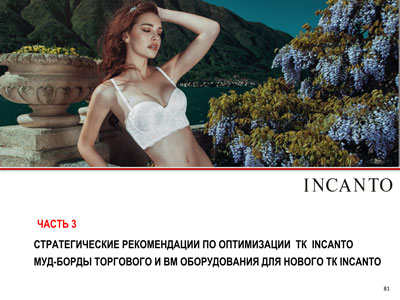 INCANTO
ЧАСТЬ 3
СТРАТЕГИЧЕСКИЕ РЕКОМЕНДАЦИИ ПО ОПТИМИЗАЦИИ ТК INCANTO
МУД-БОРДЫ ТОРГОВОГО И ВМ ОБОРУДОВАНИЯ ДЛЯ НОВОГО ТК INCANTO
81